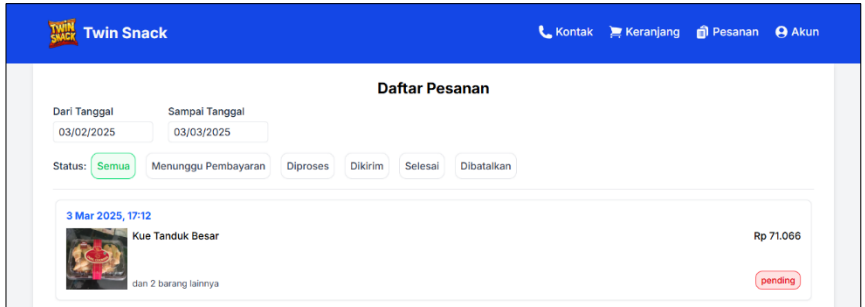 TWIN
SNACK
Twin Snack
Kontak
Keranjang
Pesanan
Akun
Daftar Pesanan
Dari Tanggal
Sampai Tanggal
03/02/2025
03/03/2025
Status: Semua Menunggu Pembayaran Diproses Dikirim Selesai Dibatalkan
3 Mar 2025, 17:12
Kue Tanduk Besar
Rp 71.066
dan 2 barang lainnya
pending